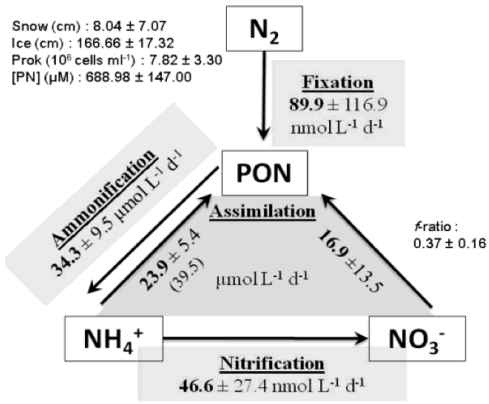 Snow (cm) : 8.04 ± 7.07
Ice (cm) : 166.66 ± 17.32
Prok (10⁶ cells ml⁻¹) : 7.82 ± 3.30
[PN] (µM) : 688.98 ± 147.00
N₂
Fixation
89.9 ± 116.9
nmol L⁻¹ d⁻¹
PON
Ammonification
34.3 ± 9.5 µmol L⁻¹ d⁻¹
Assimilation
23.9 ± 5.4
(39.5)
µmol L⁻¹ d⁻¹
16.9 ±13.5
f-ratio :
0.37 ± 0.16
NH₄⁺
NO₃⁻
Nitrification
46.6 ± 27.4 nmol L⁻¹ d⁻¹